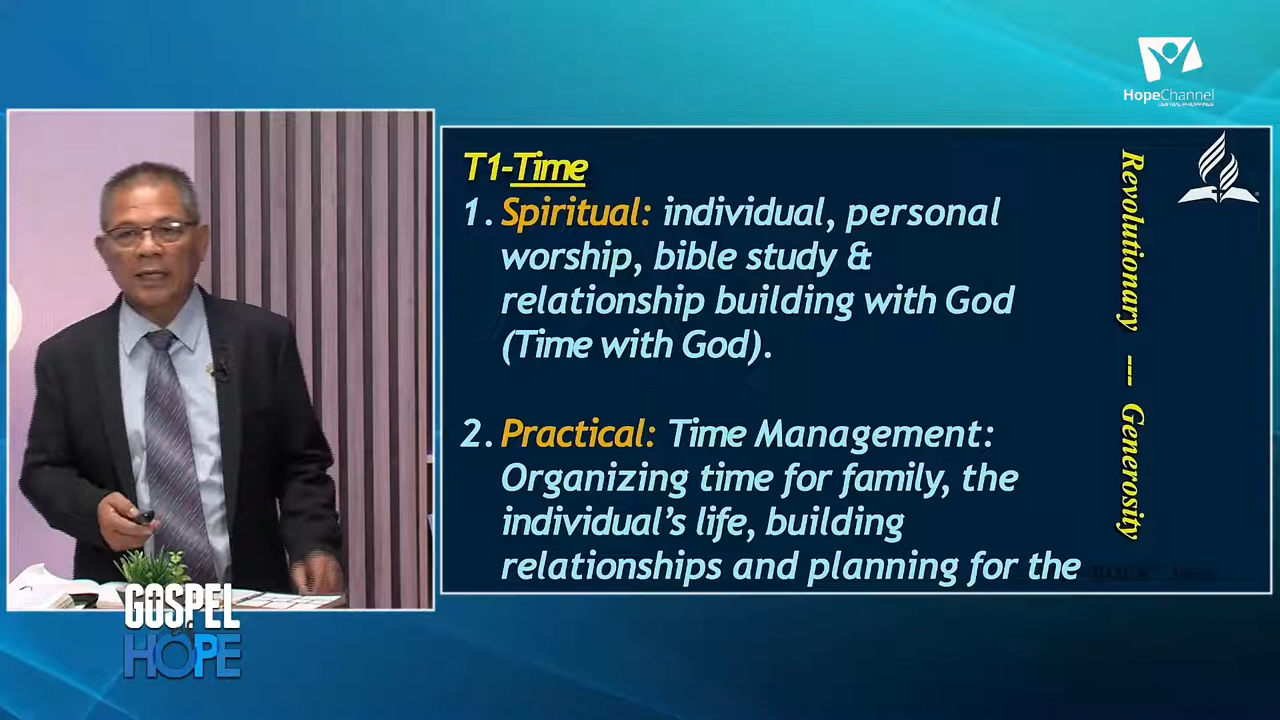 HopeChannel
CENTRAL PHILIPPINES
T1-Time
1. Spiritual: individual, personal
worship, bible study &
relationship building with God
(Time with God).
2. Practical: Time Management:
Organizing time for family, the
individual's life, building
relationships and planning for the
Revolutionary --- Generosity
GOSPEL
HOPE